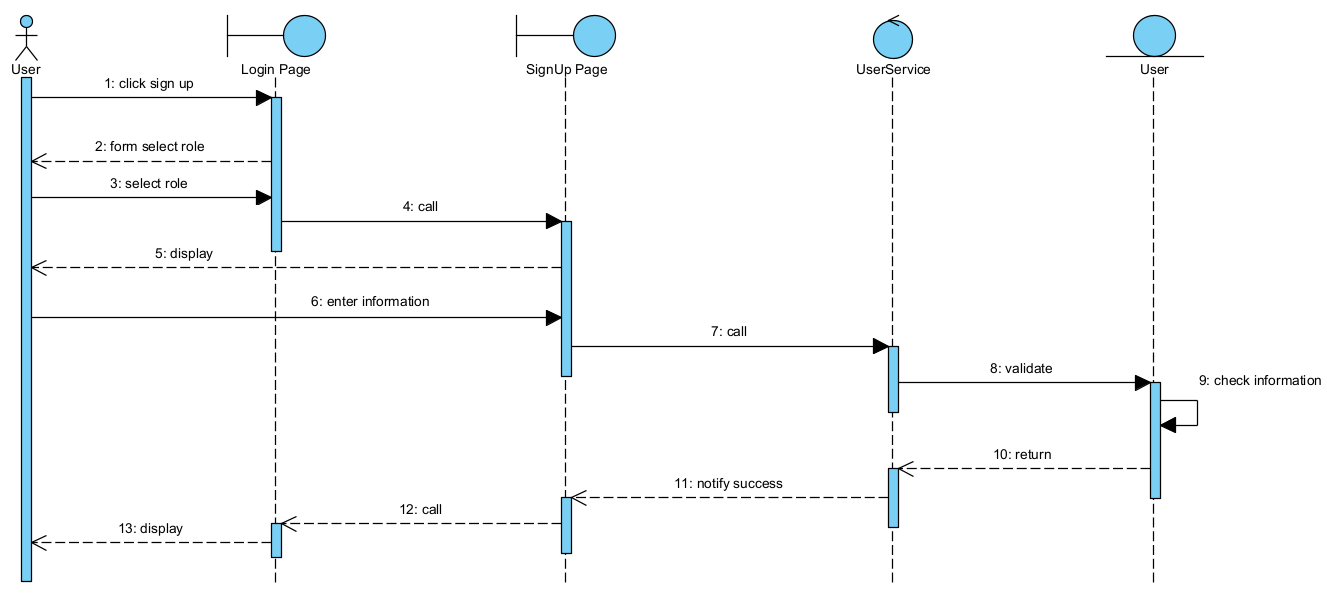 User
Login Page
SignUp Page
UserService
User
1: click sign up
2: form select role
3: select role
4: call
5: display
6: enter information
7: call
8: validate
9: check information
10: return
11: notify success
12: call
13: display